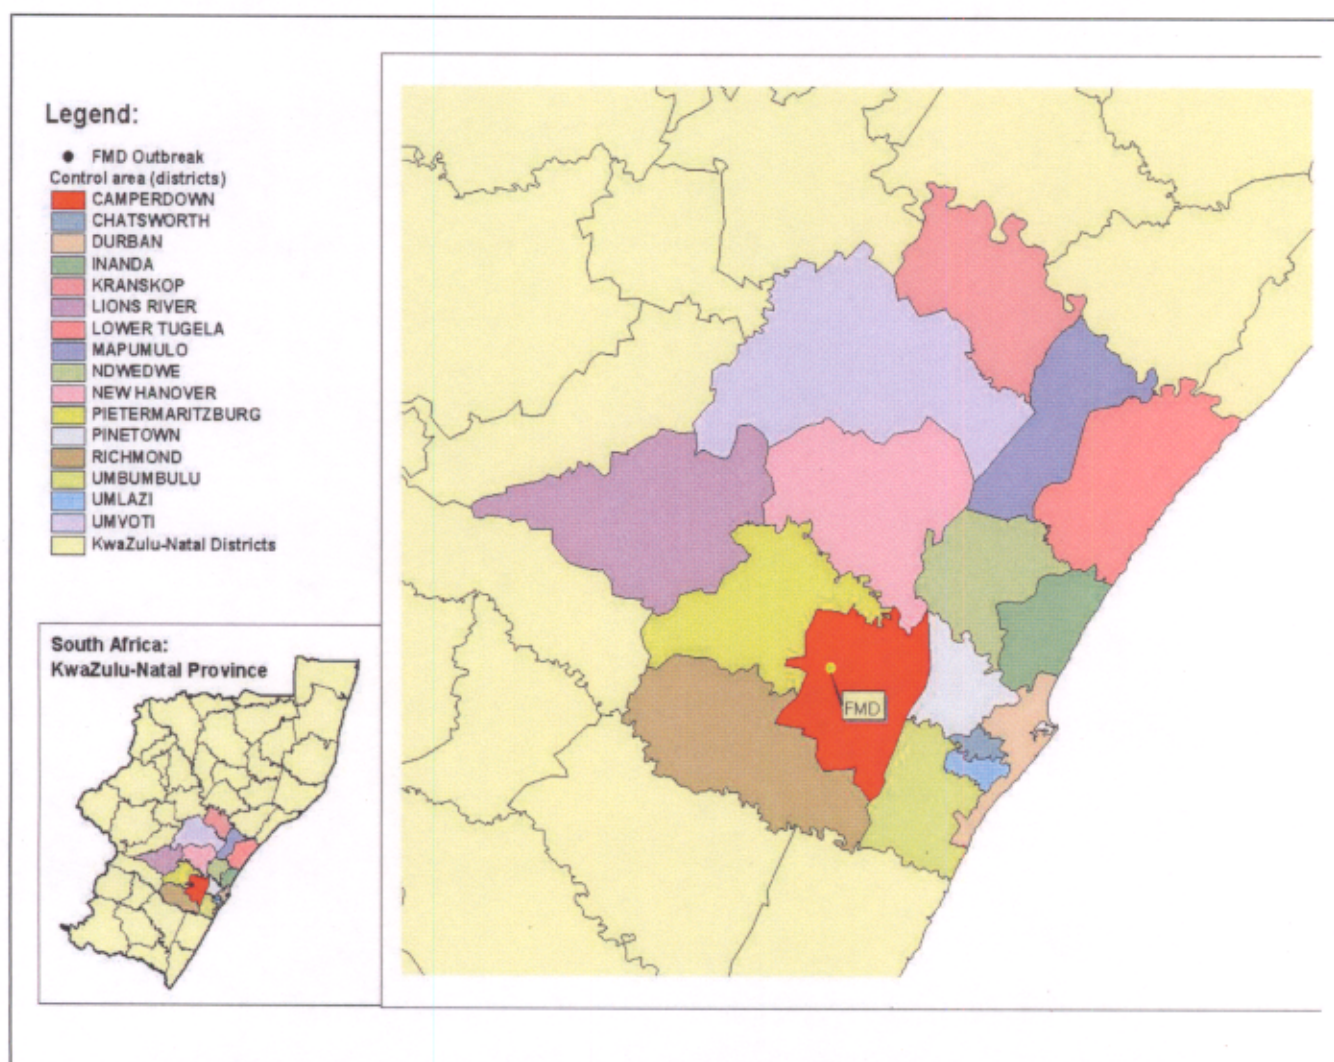 Legend:
FMD Outbreak
Control area (districts)
CAMPERDOWN
CHATSWORTH
DURBAN
INANDA
KRANSKOP
LIONS RIVER
LOWER TUGELA
MAPUMULO
NDWEDWE
NEW HANOVER
PIETERMARITZBURG
PINETOWN
RICHMOND
UMBUMBULU
UMLAZI
UMVOTI
KwaZulu-Natal Districts
South Africa:
KwaZulu-Natal Province
FMD